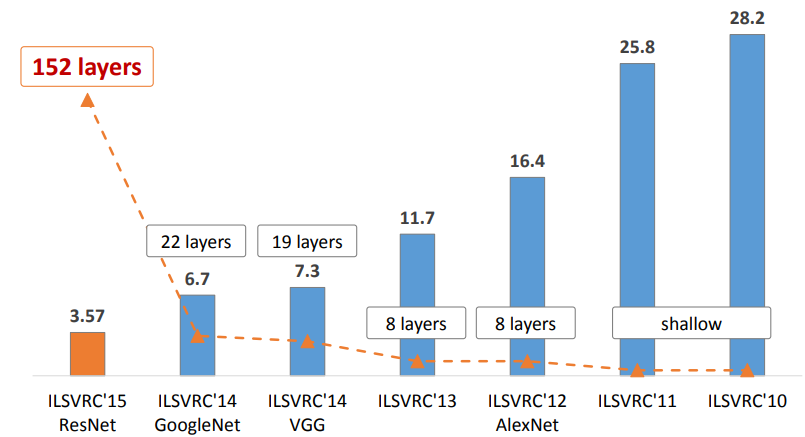 28.2
25.8
152 layers
16.4
11.7
22 layers
19 layers
6.7
7.3
3.57
8 layers
8 layers
shallow
ILSVRC'15
ResNet
ILSVRC'14
GoogleNet
ILSVRC'14
VGG
ILSVRC'13
ILSVRC'12
AlexNet
ILSVRC'11
ILSVRC'10